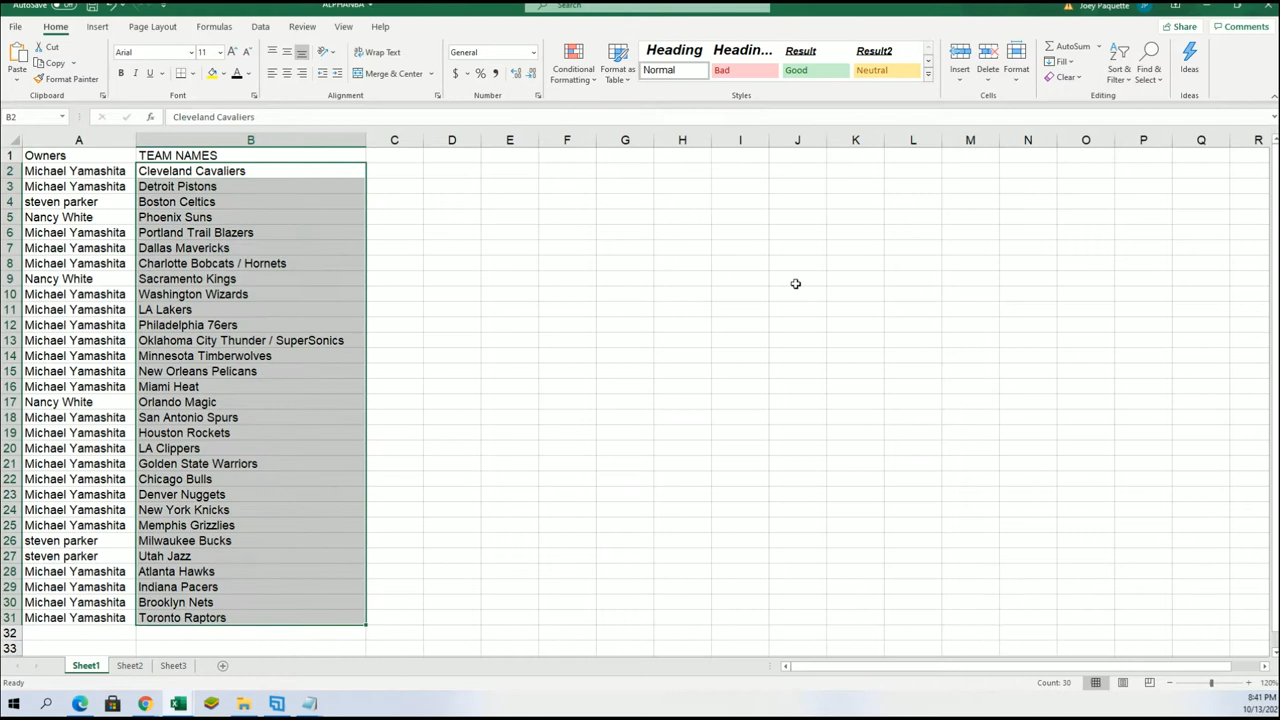 AutoSave
ALPHANBA
Search
Joey Paquette
File Home Insert Page Layout Formulas Data Review View Help
Share Comments
Paste
Cut
Copy
Format Painter
Clipboard
Arial 11
B I U
Font
Wrap Text
Merge & Center
Alignment
General
$ % ,
Number
Conditional Formatting
Format as Table
Heading Headin... Result Result2
Normal Bad Good Neutral
Styles
Insert Delete Format
Cells
AutoSum
Fill
Clear
Sort & Filter
Find & Select
Editing
Ideas
Ideas
B2 fx Cleveland Cavaliers
A B C D E F G H I J K L M N O P Q R
1 Owners TEAM NAMES
2 Michael Yamashita Cleveland Cavaliers
3 Michael Yamashita Detroit Pistons
4 steven parker Boston Celtics
5 Nancy White Phoenix Suns
6 Michael Yamashita Portland Trail Blazers
7 Michael Yamashita Dallas Mavericks
8 Michael Yamashita Charlotte Bobcats / Hornets
9 Nancy White Sacramento Kings
10 Michael Yamashita Washington Wizards
11 Michael Yamashita LA Lakers
12 Michael Yamashita Philadelphia 76ers
13 Michael Yamashita Oklahoma City Thunder / SuperSonics
14 Michael Yamashita Minnesota Timberwolves
15 Michael Yamashita New Orleans Pelicans
16 Michael Yamashita Miami Heat
17 Nancy White Orlando Magic
18 Michael Yamashita San Antonio Spurs
19 Michael Yamashita Houston Rockets
20 Michael Yamashita LA Clippers
21 Michael Yamashita Golden State Warriors
22 Michael Yamashita Chicago Bulls
23 Michael Yamashita Denver Nuggets
24 Michael Yamashita New York Knicks
25 Michael Yamashita Memphis Grizzlies
26 steven parker Milwaukee Bucks
27 steven parker Utah Jazz
28 Michael Yamashita Atlanta Hawks
29 Michael Yamashita Indiana Pacers
30 Michael Yamashita Brooklyn Nets
31 Michael Yamashita Toronto Raptors
32
33
Sheet1 Sheet2 Sheet3
Ready Count: 30 120%
8:41 PM
10/13/202